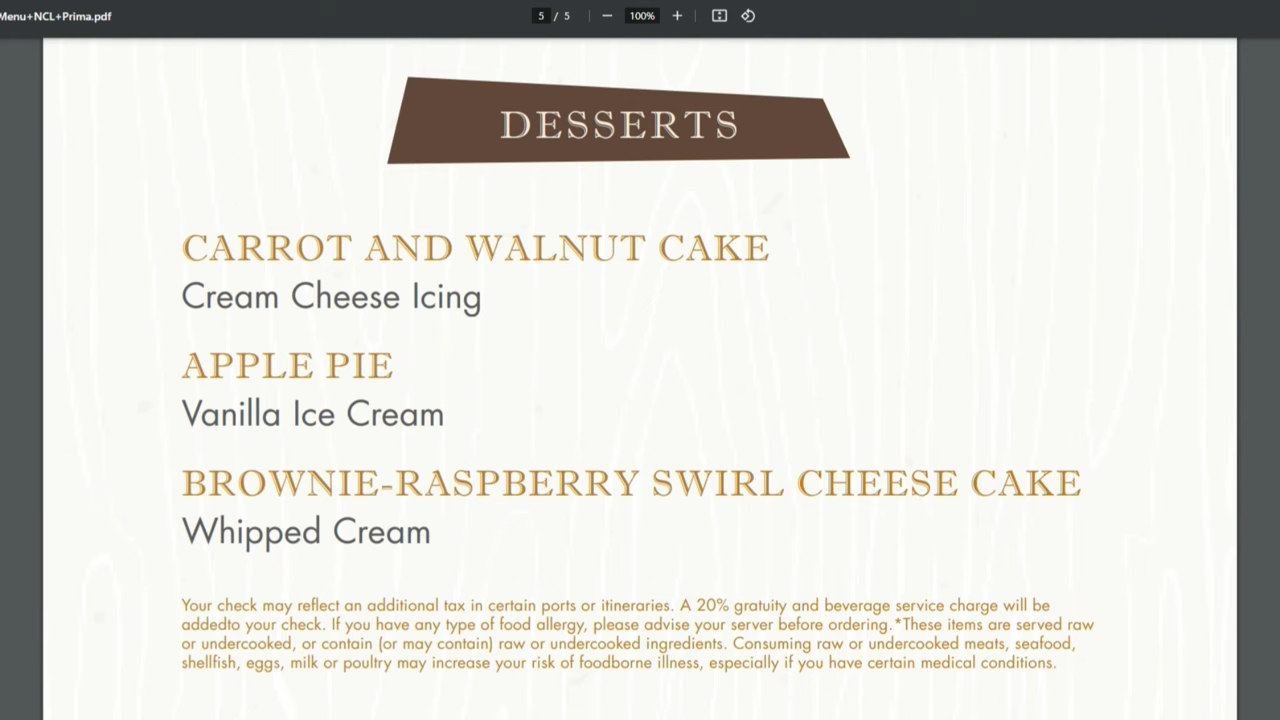 Menu+NCL+Prima.pdf
5 / 5
100%
DESSERTS
CARROT AND WALNUT CAKE
Cream Cheese Icing
APPLE PIE
Vanilla Ice Cream
BROWNIE-RASPBERRY SWIRL CHEESE CAKE
Whipped Cream
Your check may reflect an additional tax in certain ports or itineraries. A 20% gratuity and beverage service charge will be
addedto your check. If you have any type of food allergy, please advise your server before ordering.*These items are served raw
or undercooked, or contain (or may contain) raw or undercooked ingredients. Consuming raw or undercooked meats, seafood,
shellfish, eggs, milk or poultry may increase your risk of foodborne illness, especially if you have certain medical conditions.